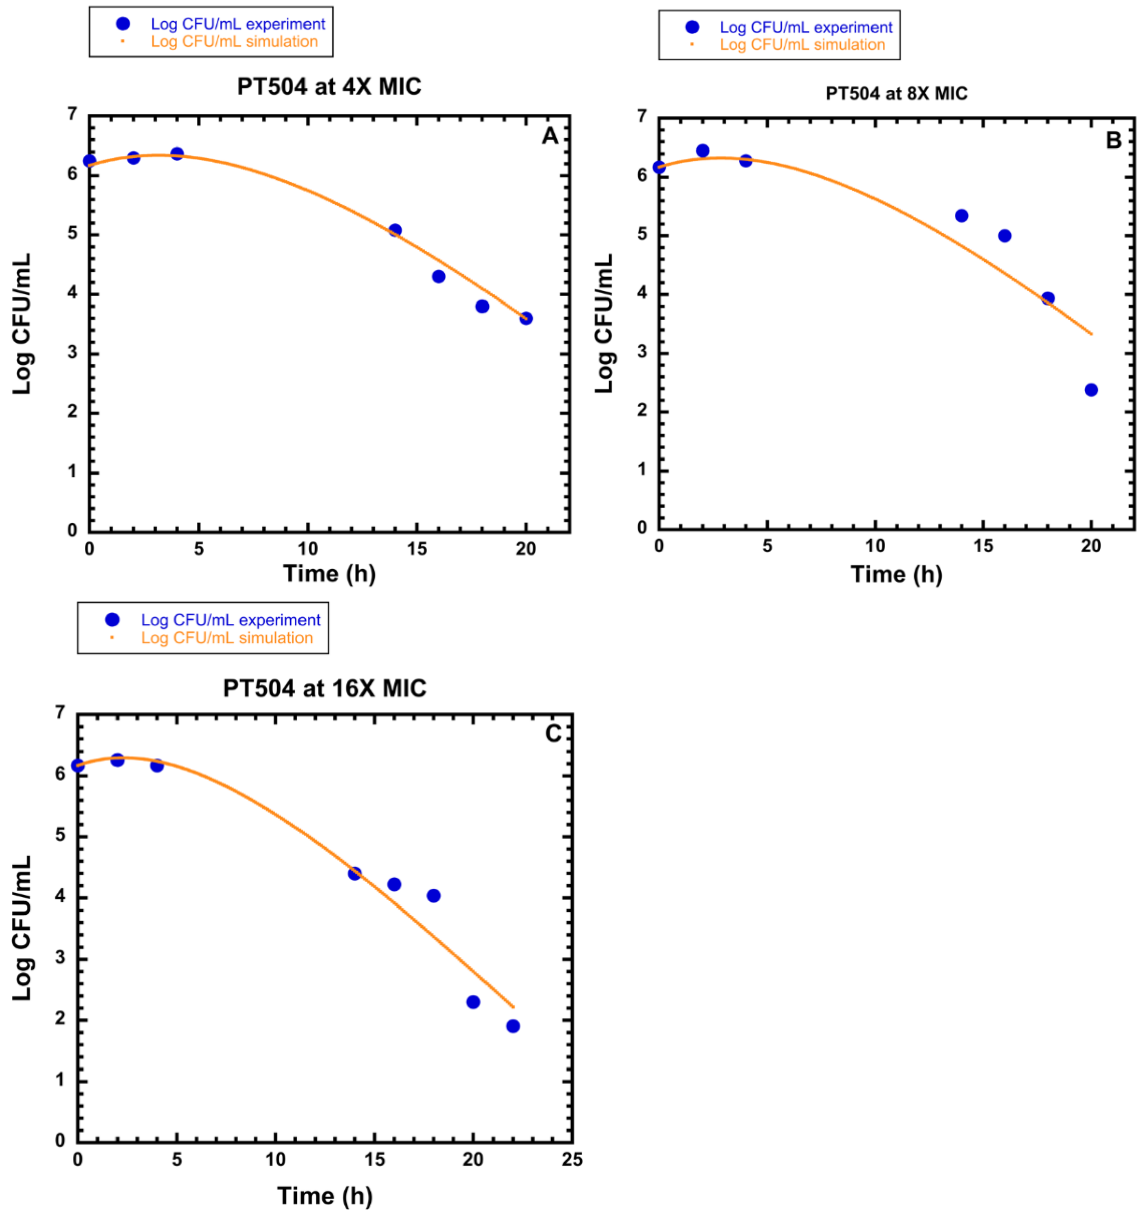 Log CFU/mL experiment
Log CFU/mL simulation
PT504 at 4X MIC
A
7
6
5
4
3
2
1
0
Log CFU/mL
0 5 10 15 20
Time (h)
Log CFU/mL experiment
Log CFU/mL simulation
PT504 at 8X MIC
B
7
6
5
4
3
2
1
0
Log CFU/mL
0 5 10 15 20
Time (h)
Log CFU/mL experiment
Log CFU/mL simulation
PT504 at 16X MIC
C
7
6
5
4
3
2
1
0
Log CFU/mL
0 5 10 15 20 25
Time (h)